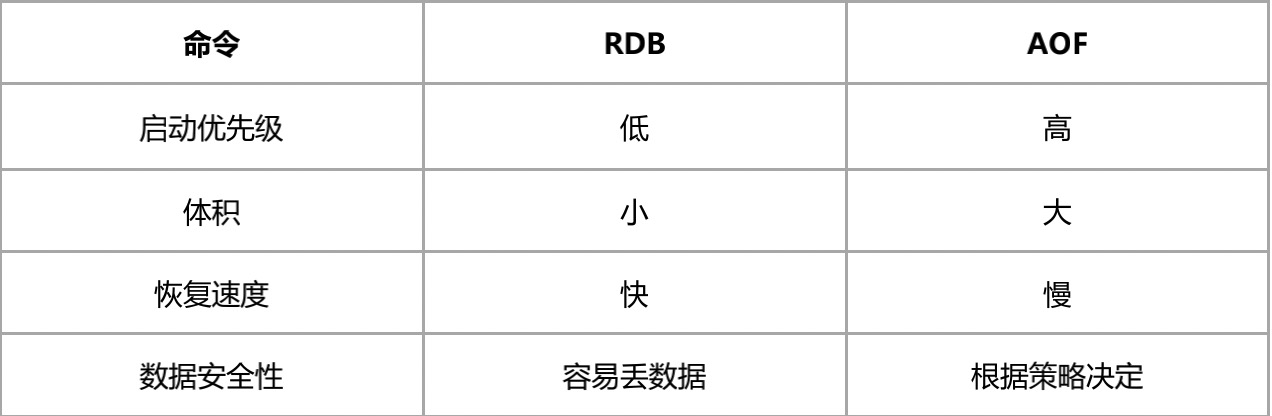 命令 RDB AOF
启动优先级 低 高
体积 小 大
恢复速度 快 慢
数据安全性 容易丢数据 根据策略决定